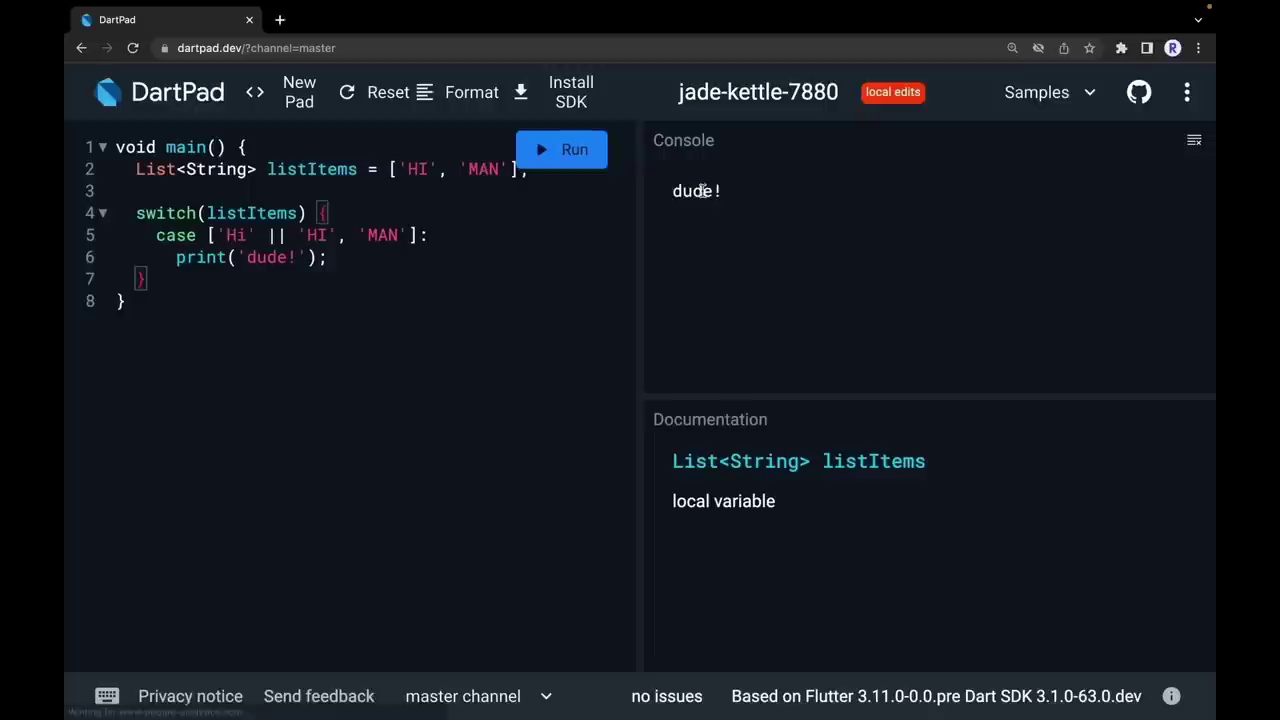 DartPad
dartpad.dev/?channel=master
R
DartPad
<> New Pad
Reset
Format
Install SDK
jade-kettle-7880
local edits
Samples
1 void main() {
2 List<String> listItems = ['HI', 'MAN'];
Run
3
4 switch(listItems) {
5 case ['Hi' || 'HI', 'MAN']:
6 print('dude!');
7 }
8 }
Console
dude!
Documentation
List<String> listItems
local variable
Privacy notice
Send feedback
master channel
no issues
Based on Flutter 3.11.0-0.0.pre Dart SDK 3.1.0-63.0.dev